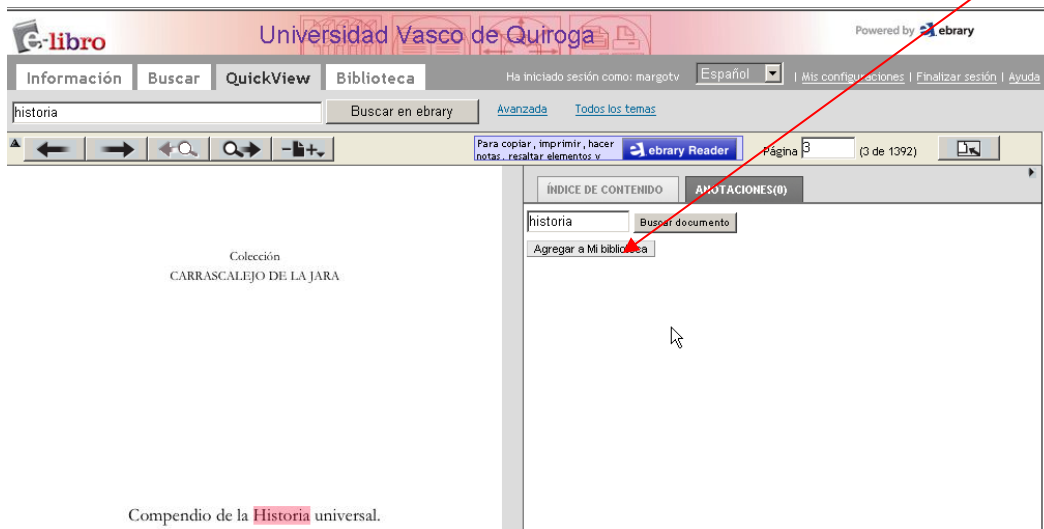 e-libro
Universidad Vasco de Quiroga
Powered by ebrary
Información Buscar QuickView Biblioteca
Ha iniciado sesión como: margotv Español | Mis configuraciones | Finalizar sesión | Ayuda
historia Buscar en ebrary Avanzada Todos los temas
Para copiar, imprimir, hacer
notas, resaltar elementos y
ebrary Reader
Página 3 (3 de 1392)
ÍNDICE DE CONTENIDO ANOTACIONES(0)
historia Buscar documento
Agregar a Mi biblioteca
Colección
CARRASCALEJO DE LA JARA
Compendio de la Historia universal.